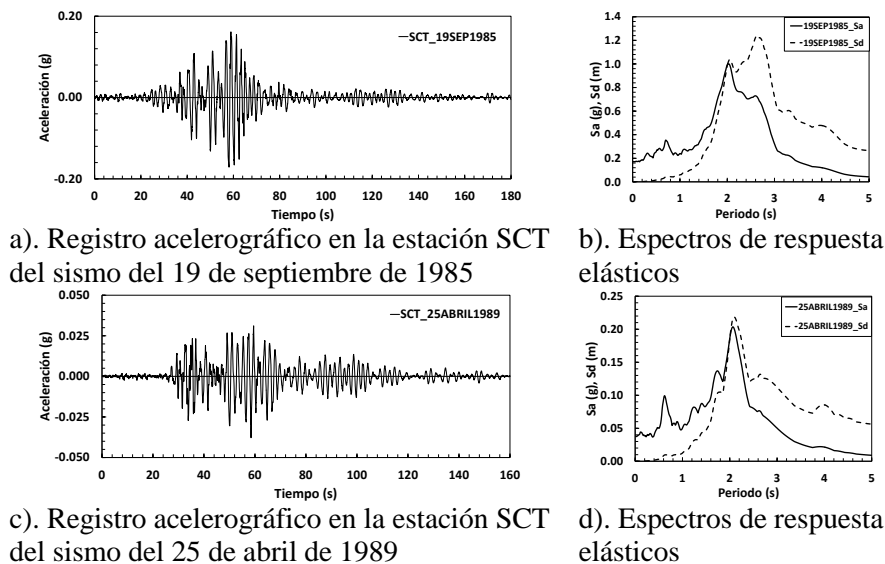 0.20
0.00
-0.20
Aceleración (g)
SCT_19SEP1985
0 20 40 60 80 100 120 140 160 180
Tiempo (s)
1.4
1.2
1.0
0.8
0.6
0.4
0.2
0.0
Sa (g), Sd (m)
19SEP1985_Sa
19SEP1985_Sd
0 1 2 3 4 5
Periodo (s)
a). Registro acelerográfico en la estación SCT
del sismo del 19 de septiembre de 1985
b). Espectros de respuesta
elásticos
0.050
0.025
0.000
-0.025
-0.050
Aceleración (g)
SCT_25ABRIL1989
0 20 40 60 80 100 120 140 160
Tiempo (s)
0.25
0.20
0.15
0.10
0.05
0.00
Sa (g), Sd (m)
25ABRIL1989_Sa
25ABRIL1989_Sd
0 1 2 3 4 5
Periodo (s)
c). Registro acelerográfico en la estación SCT
del sismo del 25 de abril de 1989
d). Espectros de respuesta
elásticos